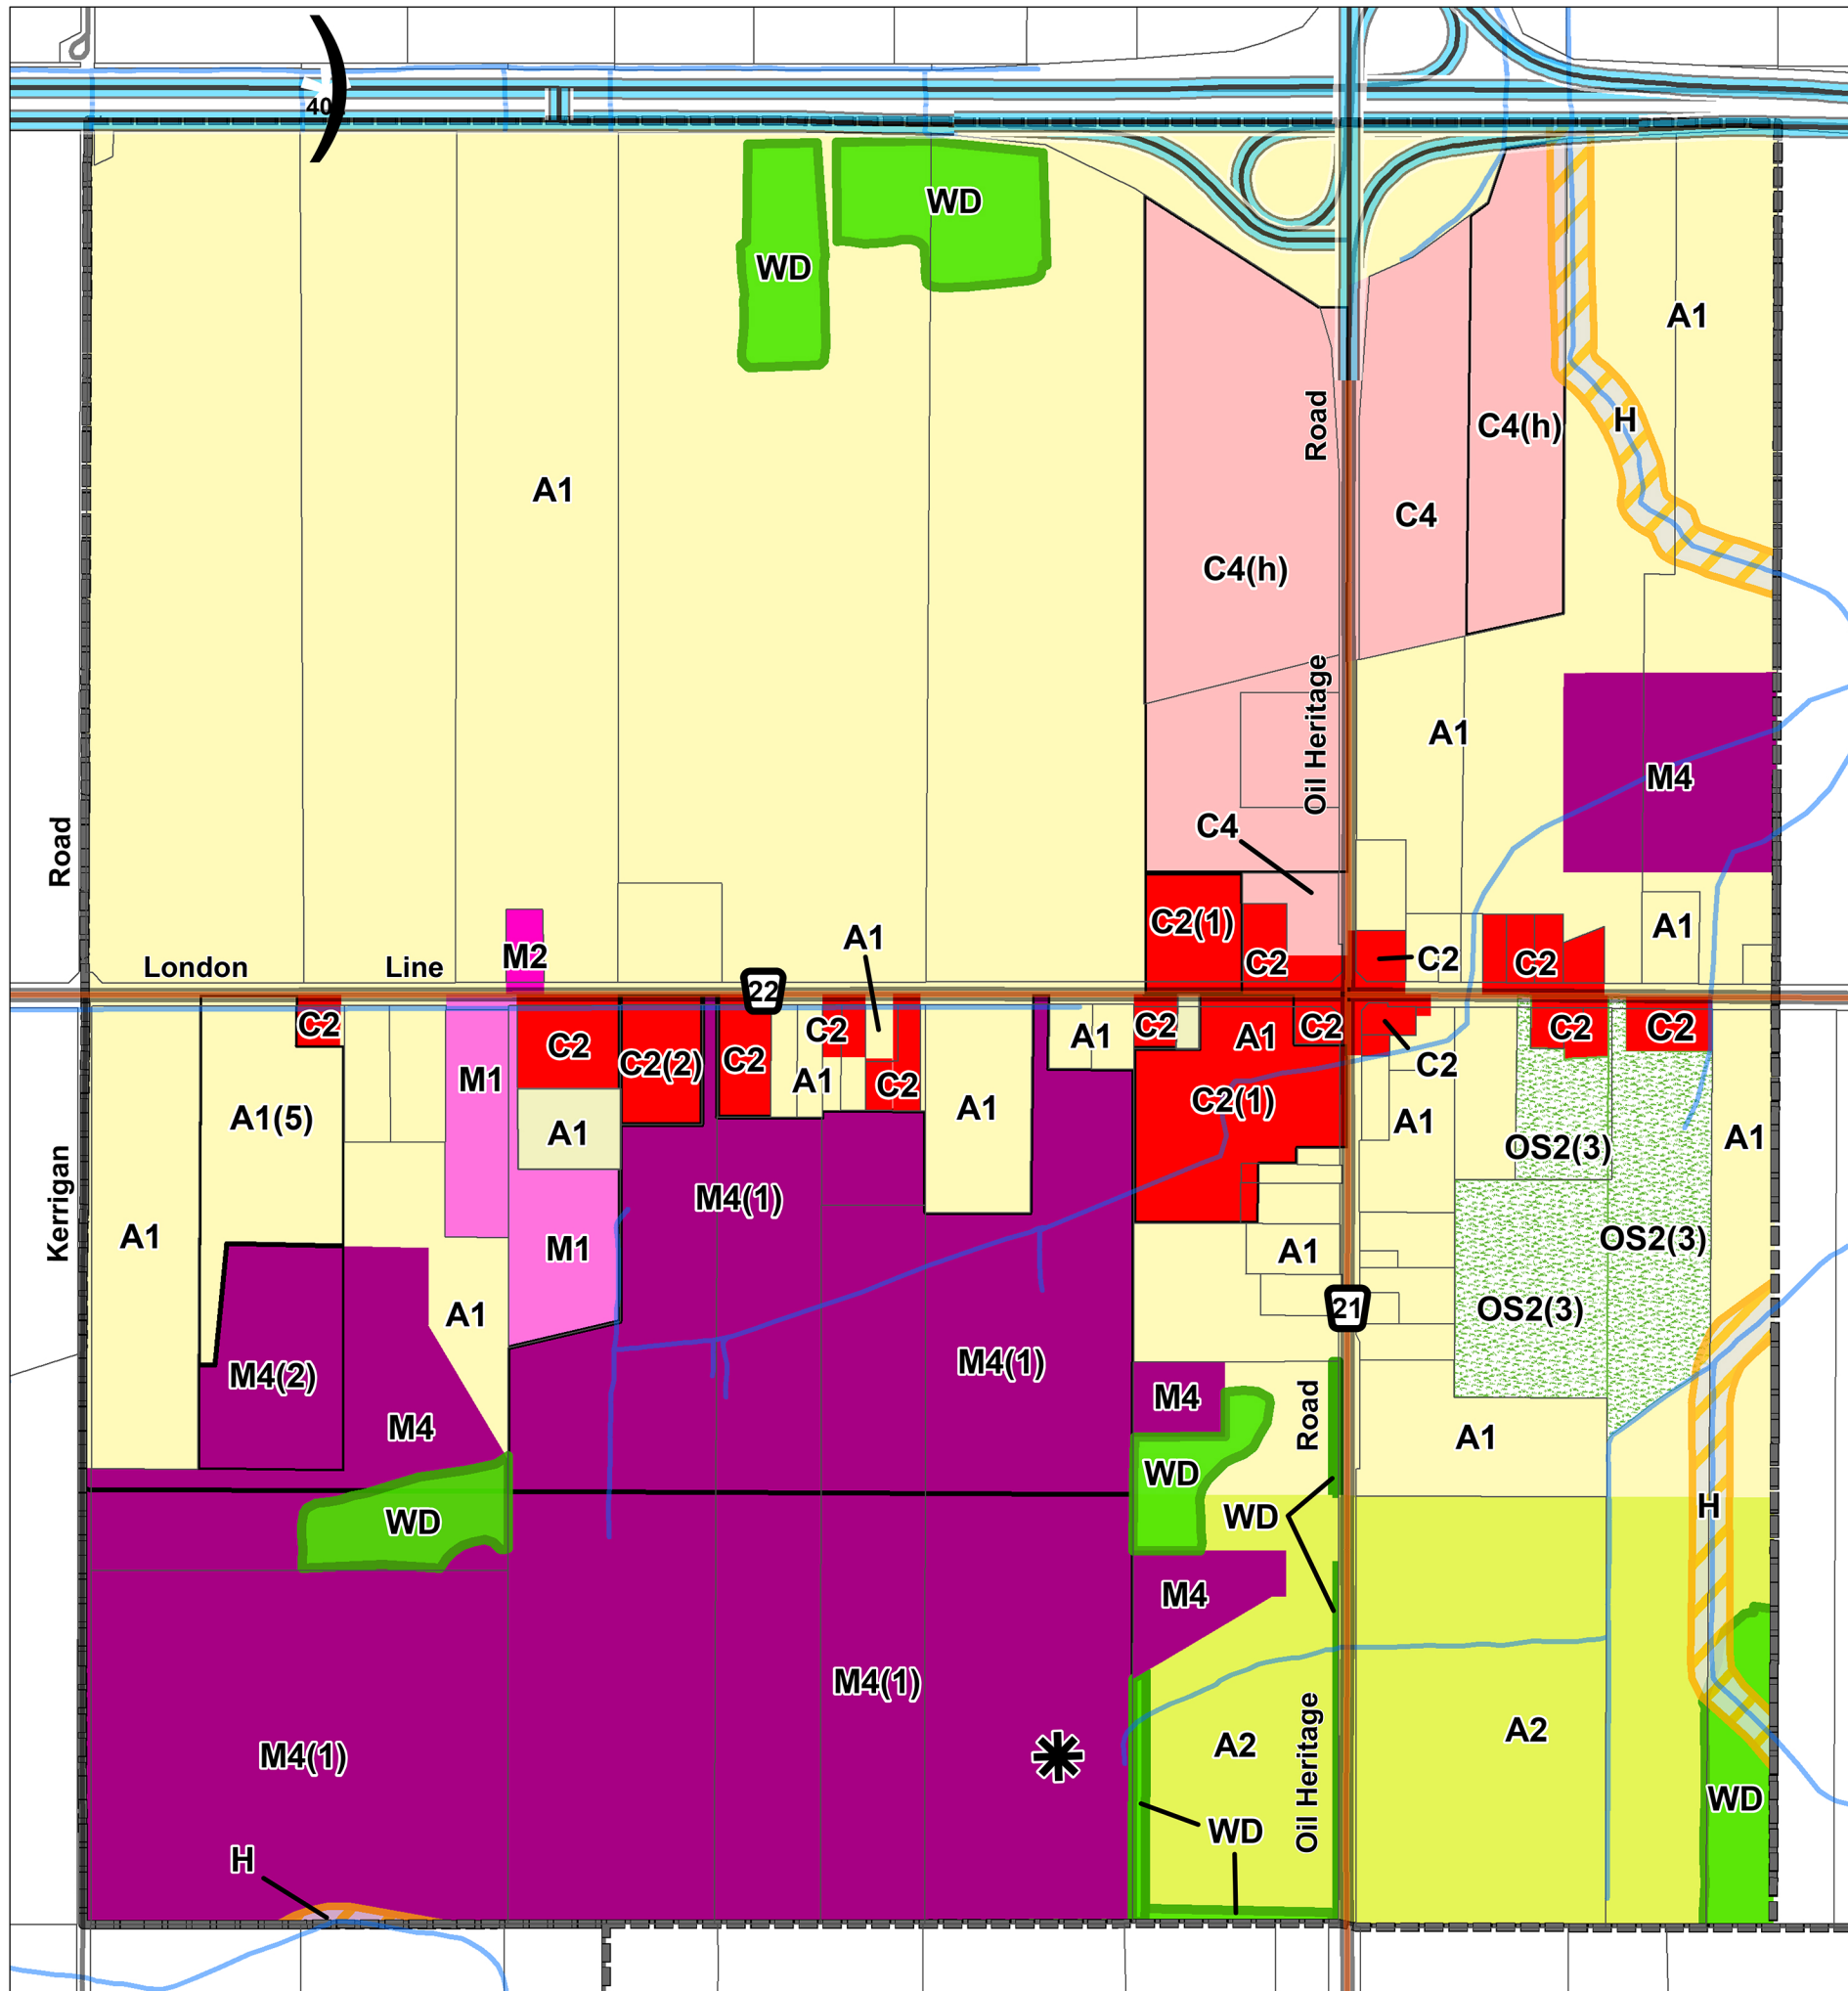 40
WD
WD
A1
H
Road
C4(h)
A1
C4
C4(h)
Oil Heritage
A1
M4
C4
Road
C2(1)
A1
A1
London
Line
M2
C2
C2
C2
22
C2
C2
C2(2)
C2
C2
A1
C2
A1
C2
C2
C2
M1
A1
C2
C2
A1(5)
A1
A1
C2(1)
A1
A1
OS2(3)
Kerrigan
A1
M4(1)
M1
A1
OS2(3)
A1
21
OS2(3)
M4(2)
M4(1)
M4
Road
M4
A1
WD
WD
WD
H
M4
M4(1)
M4(1)
A2
Oil Heritage
A2
WD
WD
H